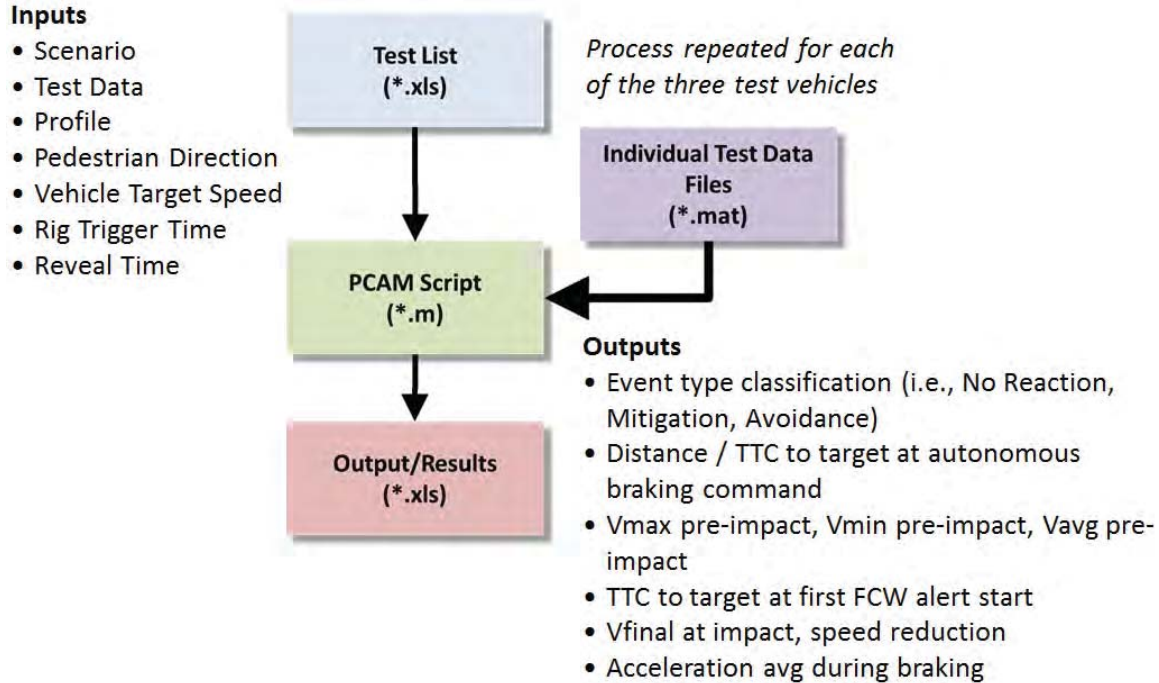 Inputs
• Scenario
• Test Data
• Profile
• Pedestrian Direction
• Vehicle Target Speed
• Rig Trigger Time
• Reveal Time
Test List
(*.xls)
Process repeated for each
of the three test vehicles
Individual Test Data
Files
(*.mat)
PCAM Script
(*.m)
Output/Results
(*.xls)
Outputs
• Event type classification (i.e., No Reaction,
Mitigation, Avoidance)
• Distance / TTC to target at autonomous
braking command
• Vmax pre-impact, Vmin pre-impact, Vavg pre-
impact
• TTC to target at first FCW alert start
• Vfinal at impact, speed reduction
• Acceleration avg during braking